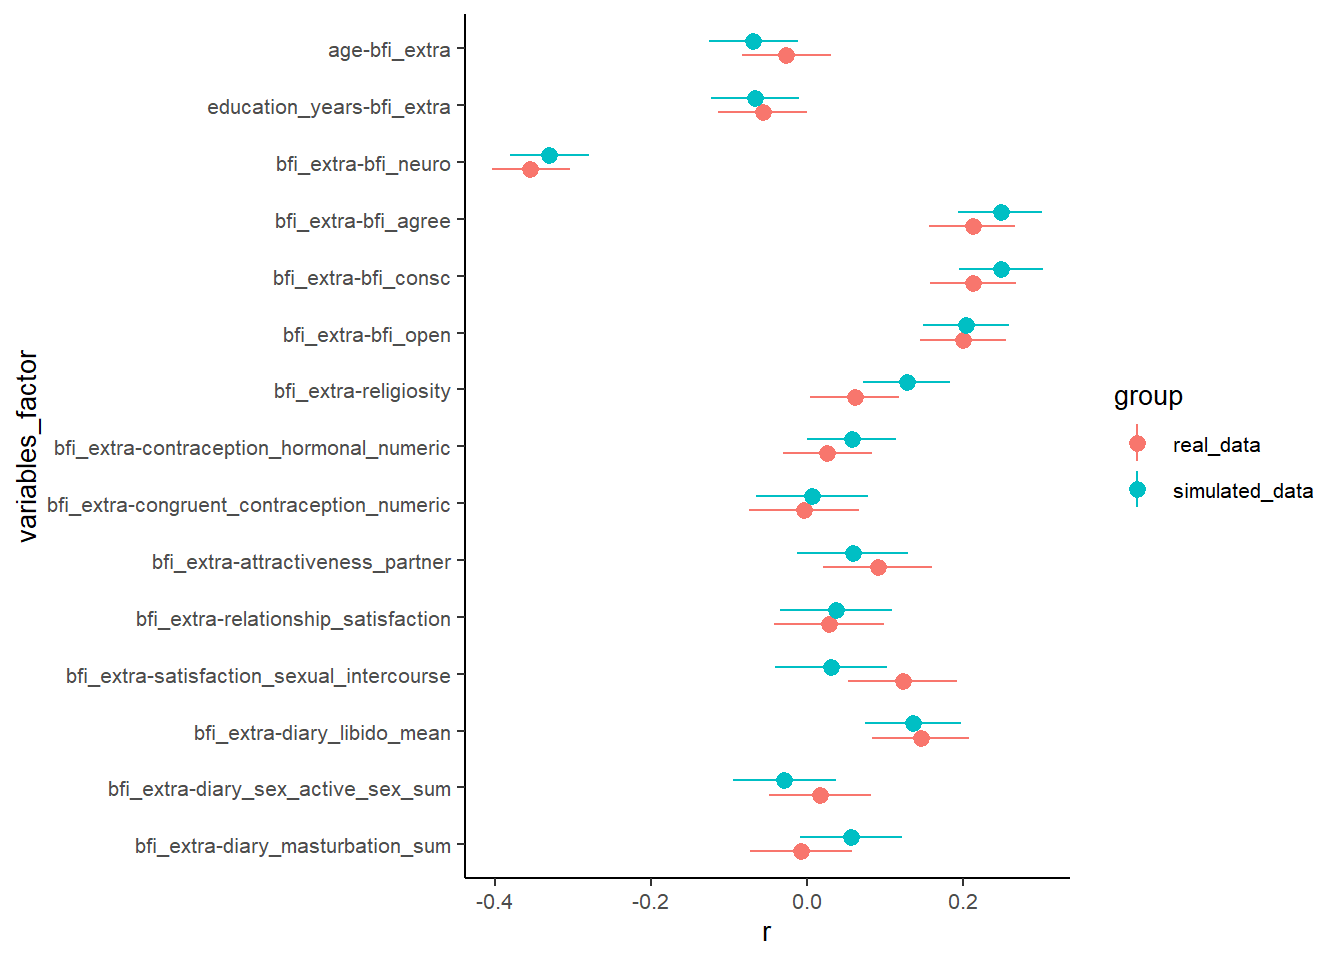 age-bfi_extra
education_years-bfi_extra
bfi_extra-bfi_neuro
bfi_extra-bfi_agree
bfi_extra-bfi_consc
bfi_extra-bfi_open
bfi_extra-religiosity
bfi_extra-contraception_hormonal_numeric
bfi_extra-congruent_contraception_numeric
bfi_extra-attractiveness_partner
bfi_extra-relationship_satisfaction
bfi_extra-satisfaction_sexual_intercourse
bfi_extra-diary_libido_mean
bfi_extra-diary_sex_active_sex_sum
bfi_extra-diary_masturbation_sum
variables_factor
-0.4 -0.2 0.0 0.2
r
group
real_data
simulated_data